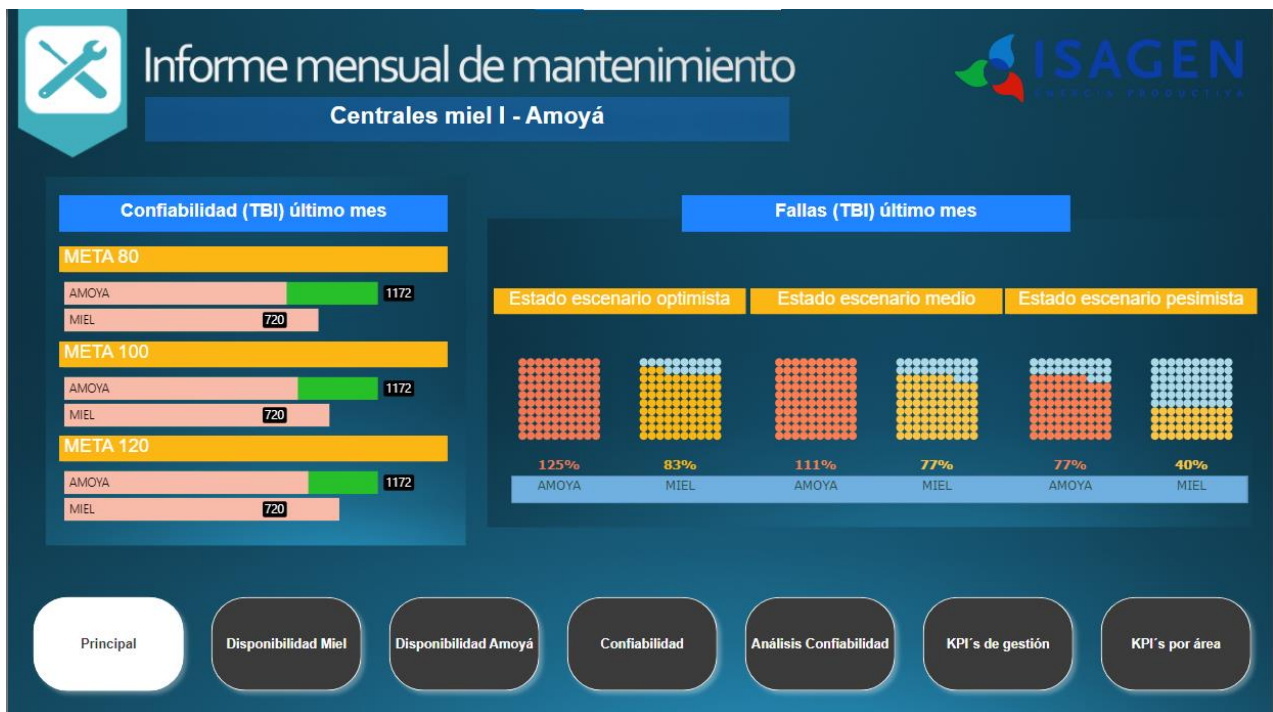 Informe mensual de mantenimiento
Centrales miel I - Amoyá
ISAGEN
ENERGÍA PRODUCTIVA
Confiabilidad (TBI) último mes
META 80
AMOYA 1172
MIEL 720
META 100
AMOYA 1172
MIEL 720
META 120
AMOYA 1172
MIEL 720
Fallas (TBI) último mes
Estado escenario optimista Estado escenario medio Estado escenario pesimista
125% 83% 111% 77% 77% 40%
AMOYA MIEL AMOYA MIEL AMOYA MIEL
Principal Disponibilidad Miel Disponibilidad Amoyá Confiabilidad Análisis Confiabilidad KPI´s de gestión KPI´s por área